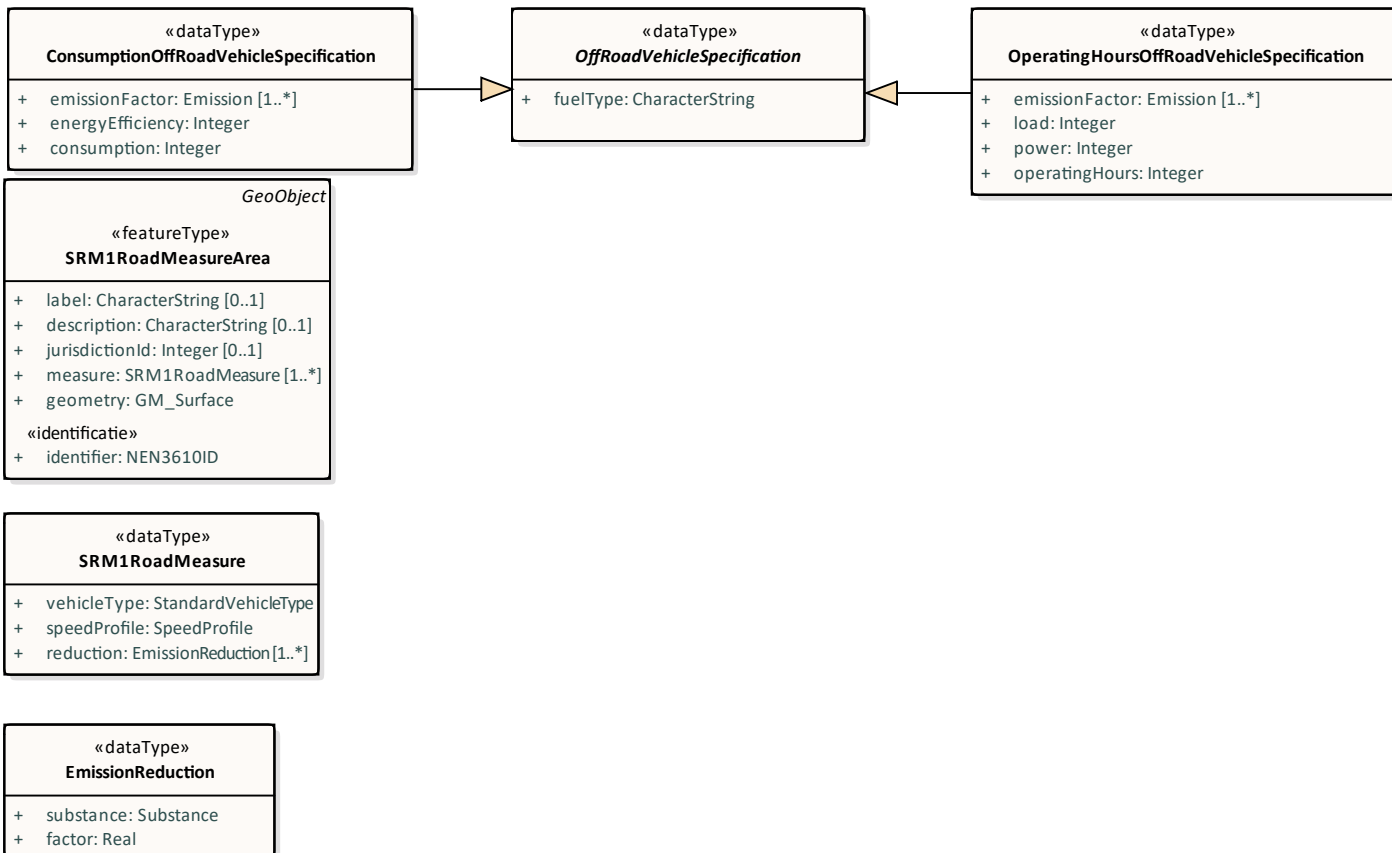 «dataType»
ConsumptionOffRoadVehicleSpecification
+ emissionFactor: Emission [1..*]
+ energyEfficiency: Integer
+ consumption: Integer
«dataType»
OffRoadVehicleSpecification
+ fuelType: CharacterString
«dataType»
OperatingHoursOffRoadVehicleSpecification
+ emissionFactor: Emission [1..*]
+ load: Integer
+ power: Integer
+ operatingHours: Integer
GeoObject
«featureType»
SRM1RoadMeasureArea
+ label: CharacterString [0..1]
+ description: CharacterString [0..1]
+ jurisdictionId: Integer [0..1]
+ measure: SRM1RoadMeasure [1..*]
+ geometry: GM_Surface
«identificatie»
+ identifier: NEN3610ID
«dataType»
SRM1RoadMeasure
+ vehicleType: StandardVehicleType
+ speedProfile: SpeedProfile
+ reduction: EmissionReduction [1..*]
«dataType»
EmissionReduction
+ substance: Substance
+ factor: Real